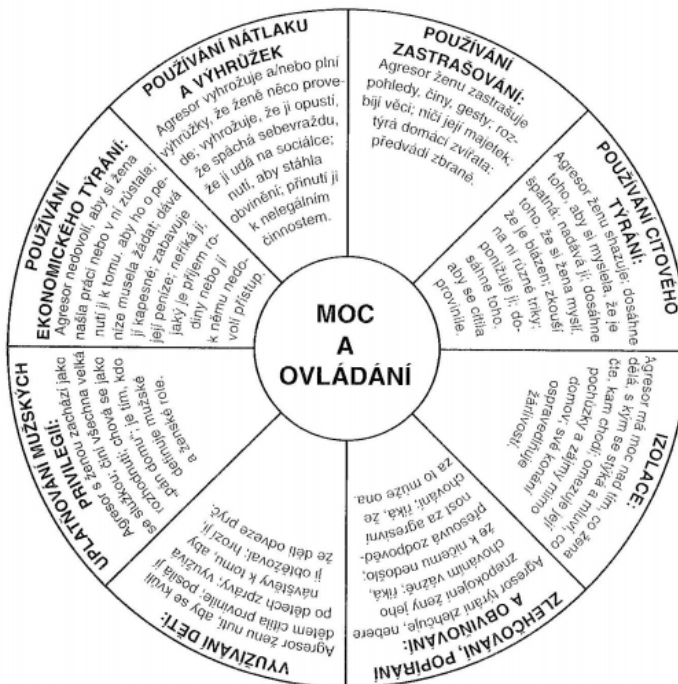 POUŽÍVÁNÍ NÁTLAKU
A VÝHRŮŽEK
Agresor vyhrožuje a/nebo plní
výhrůžky, že ženě něco prove-
de; vyhrožuje, že ji opustí,
že spáchá sebevraždu,
že ji udá na sociálce;
nutí, aby stáhla
obvinění; přinutí ji
k nelegálním
činnostem.
POUŽÍVÁNÍ
ZASTRAŠOVÁNÍ:
Agresor ženu zastrašuje
pohledy, činy, gesty; roz-
bíjí věci; ničí její majetek;
týrá domácí zvířata;
předvádí zbraně.
POUŽÍVÁNÍ CITOVÉHO
TÝRÁNÍ:
Agresor ženu shazuje; dosáhne
toho, aby si myslela, že je
špatná; nadává jí; dosáhne
toho, že si žena myslí,
že je blázen; zkouší
na ni různé triky;
ponižuje ji; do-
sáhne toho,
aby se cítila
provinile.
IZOLACE:
Agresor má moc nad tím, co žena
dělá, s kým se stýká a mluví, co
čte, kam chodí; omezuje její
pochůzky a zájmy mimo
domov; své konání
ospravedlňuje
žárlivostí.
ZLEHČOVÁNÍ, POPÍRÁNÍ
A OBVIŇOVÁNÍ:
Agresor týrání zlehčuje, nebere
znepokojení ženy jeho
chováním vážně; říká,
že k ničemu nedošlo;
přesouvá zodpověd-
nost za agresivní
chování; říká, že
za to může ona.
VYUŽÍVÁNÍ DĚTÍ:
Agresor ženu nutí, aby se kvůli
dětem cítila provinile; posílá jí
po dětech zprávy; využívá
návštěvy k tomu, aby
ji obtěžoval; hrozí jí,
že děti odveze pryč.
UPLATŇOVÁNÍ MUŽSKÝCH
PRIVILEGIÍ:
Agresor s ženou zachází jako
se služkou; činí všechna velká
rozhodnutí; chová se jako
„pán domu“; je tím, kdo
definuje mužské
a ženské role.
POUŽÍVÁNÍ
EKONOMICKÉHO TÝRÁNÍ:
Agresor nedovolí, aby si žena
našla práci nebo v ní zůstala;
nutí ji k tomu, aby ho o pe-
níze musela žádat; dává
jí kapesné; zabavuje
její peníze; neříká jí,
jaký je příjem ro-
diny nebo jí
k němu nedo-
volí přístup.
MOC
A
OVLÁDÁNÍ